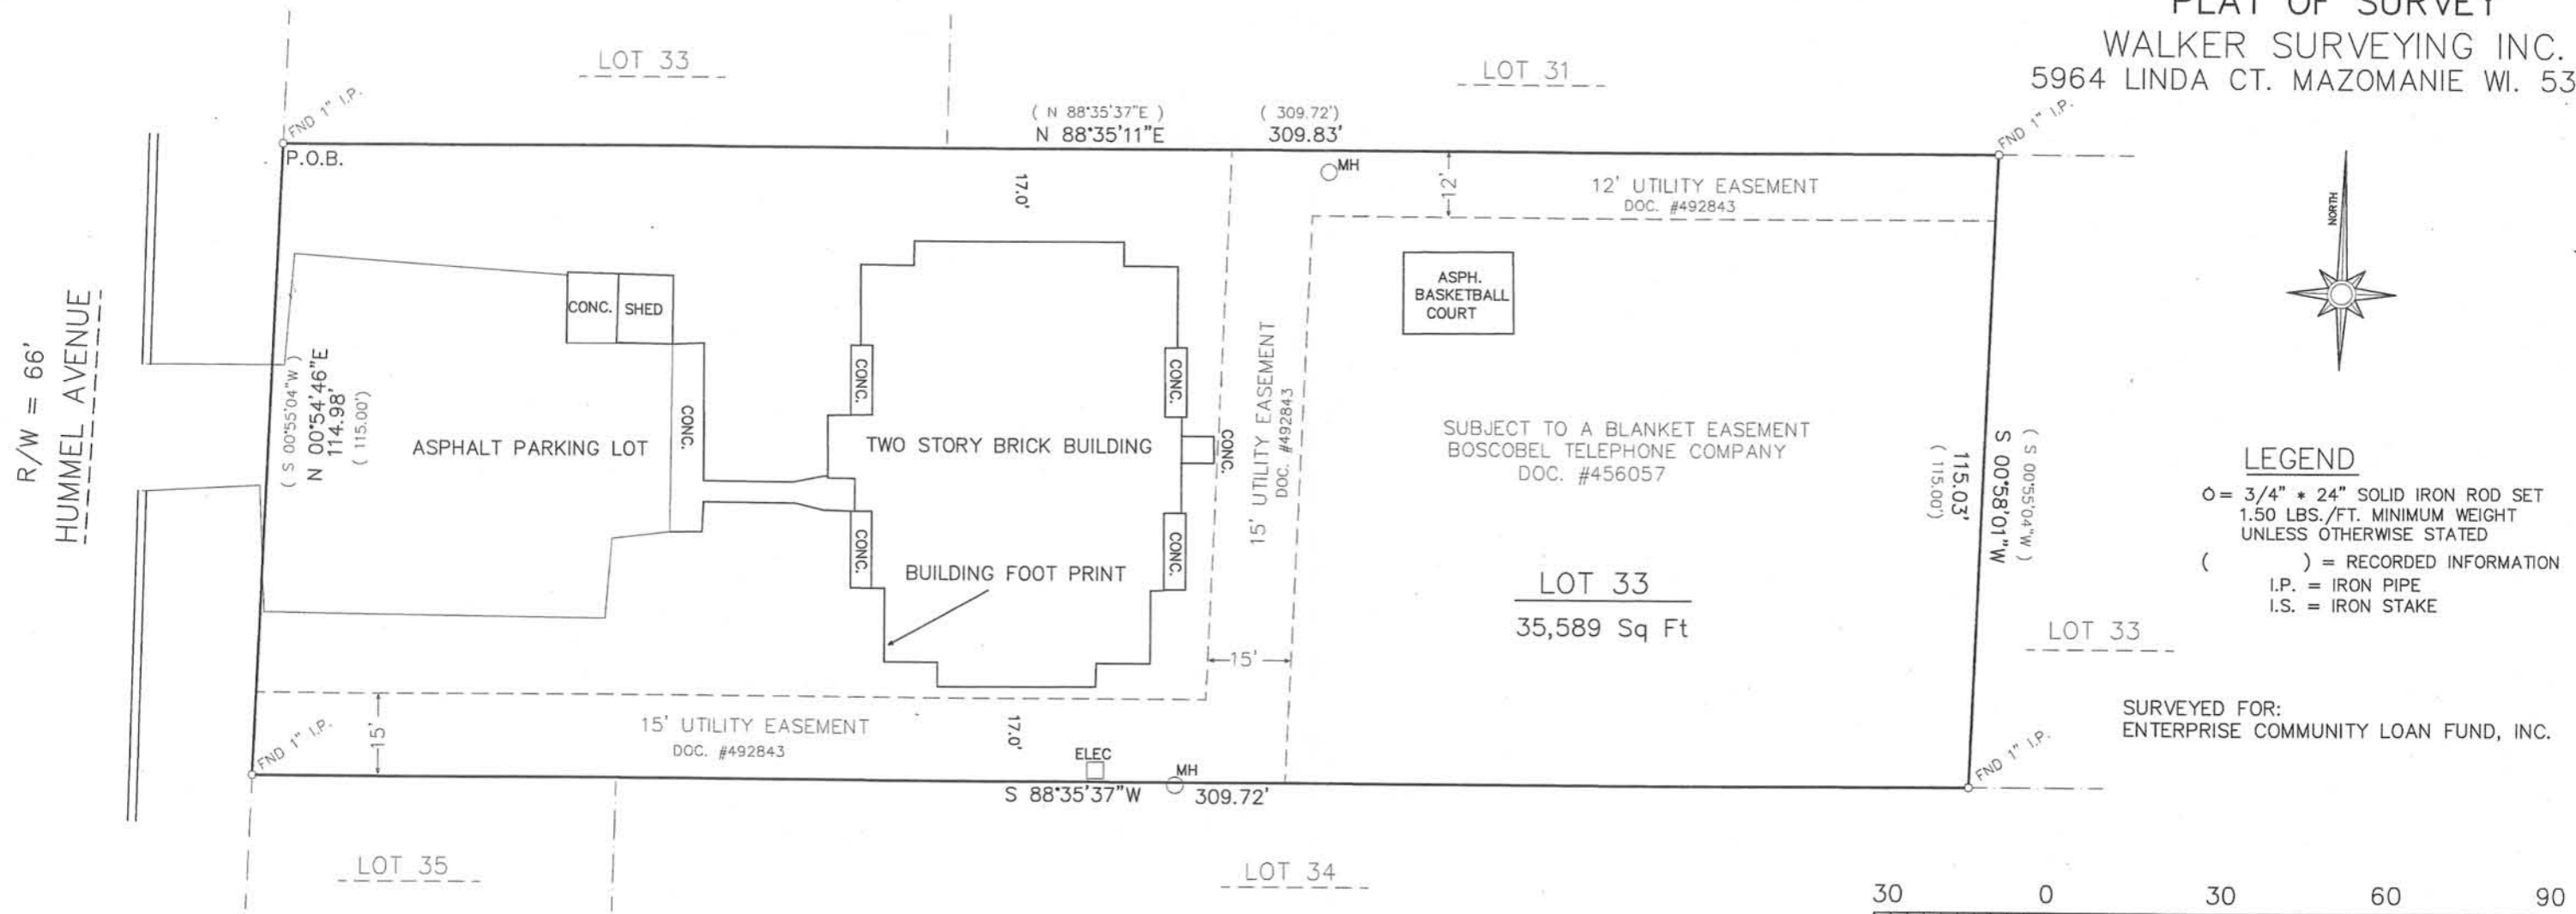 PLAT OF SURVEY
WALKER SURVEYING INC.
5964 LINDA CT. MAZOMANIE WI. 53
LOT 33
LOT 31
FND 1" I.P.
( N 88°35'37"E )
( 309.72')
N 88°35'11"E
309.83'
FND 1" I.P.
P.O.B.
MH
17.0'
12'
12' UTILITY EASEMENT
DOC. #492843
NORTH
R/W = 66'
HUMMEL AVENUE
( S 00°55'04"W )
N 00°54'46"E
114.98'
( 115.00')
CONC.
SHED
CONC.
ASPHALT PARKING LOT
CONC.
CONC.
TWO STORY BRICK BUILDING
CONC.
CONC.
CONC.
BUILDING FOOT PRINT
15' UTILITY EASEMENT
DOC. #492843
ASPH.
BASKETBALL
COURT
SUBJECT TO A BLANKET EASEMENT
BOSCOBEL TELEPHONE COMPANY
DOC. #456057
( S 00°55'04"W )
S 00°58'01"W
115.03'
( 115.00')
LOT 33
35,589 Sq Ft
LEGEND
O = 3/4" * 24" SOLID IRON ROD SET
1.50 LBS./FT. MINIMUM WEIGHT
UNLESS OTHERWISE STATED
( ) = RECORDED INFORMATION
I.P. = IRON PIPE
I.S. = IRON STAKE
LOT 33
15'
15'
15' UTILITY EASEMENT
DOC. #492843
17.0'
ELEC
MH
FND 1" I.P.
FND 1" I.P.
S 88°35'37"W
309.72'
SURVEYED FOR:
ENTERPRISE COMMUNITY LOAN FUND, INC.
LOT 35
LOT 34
30 0 30 60 90